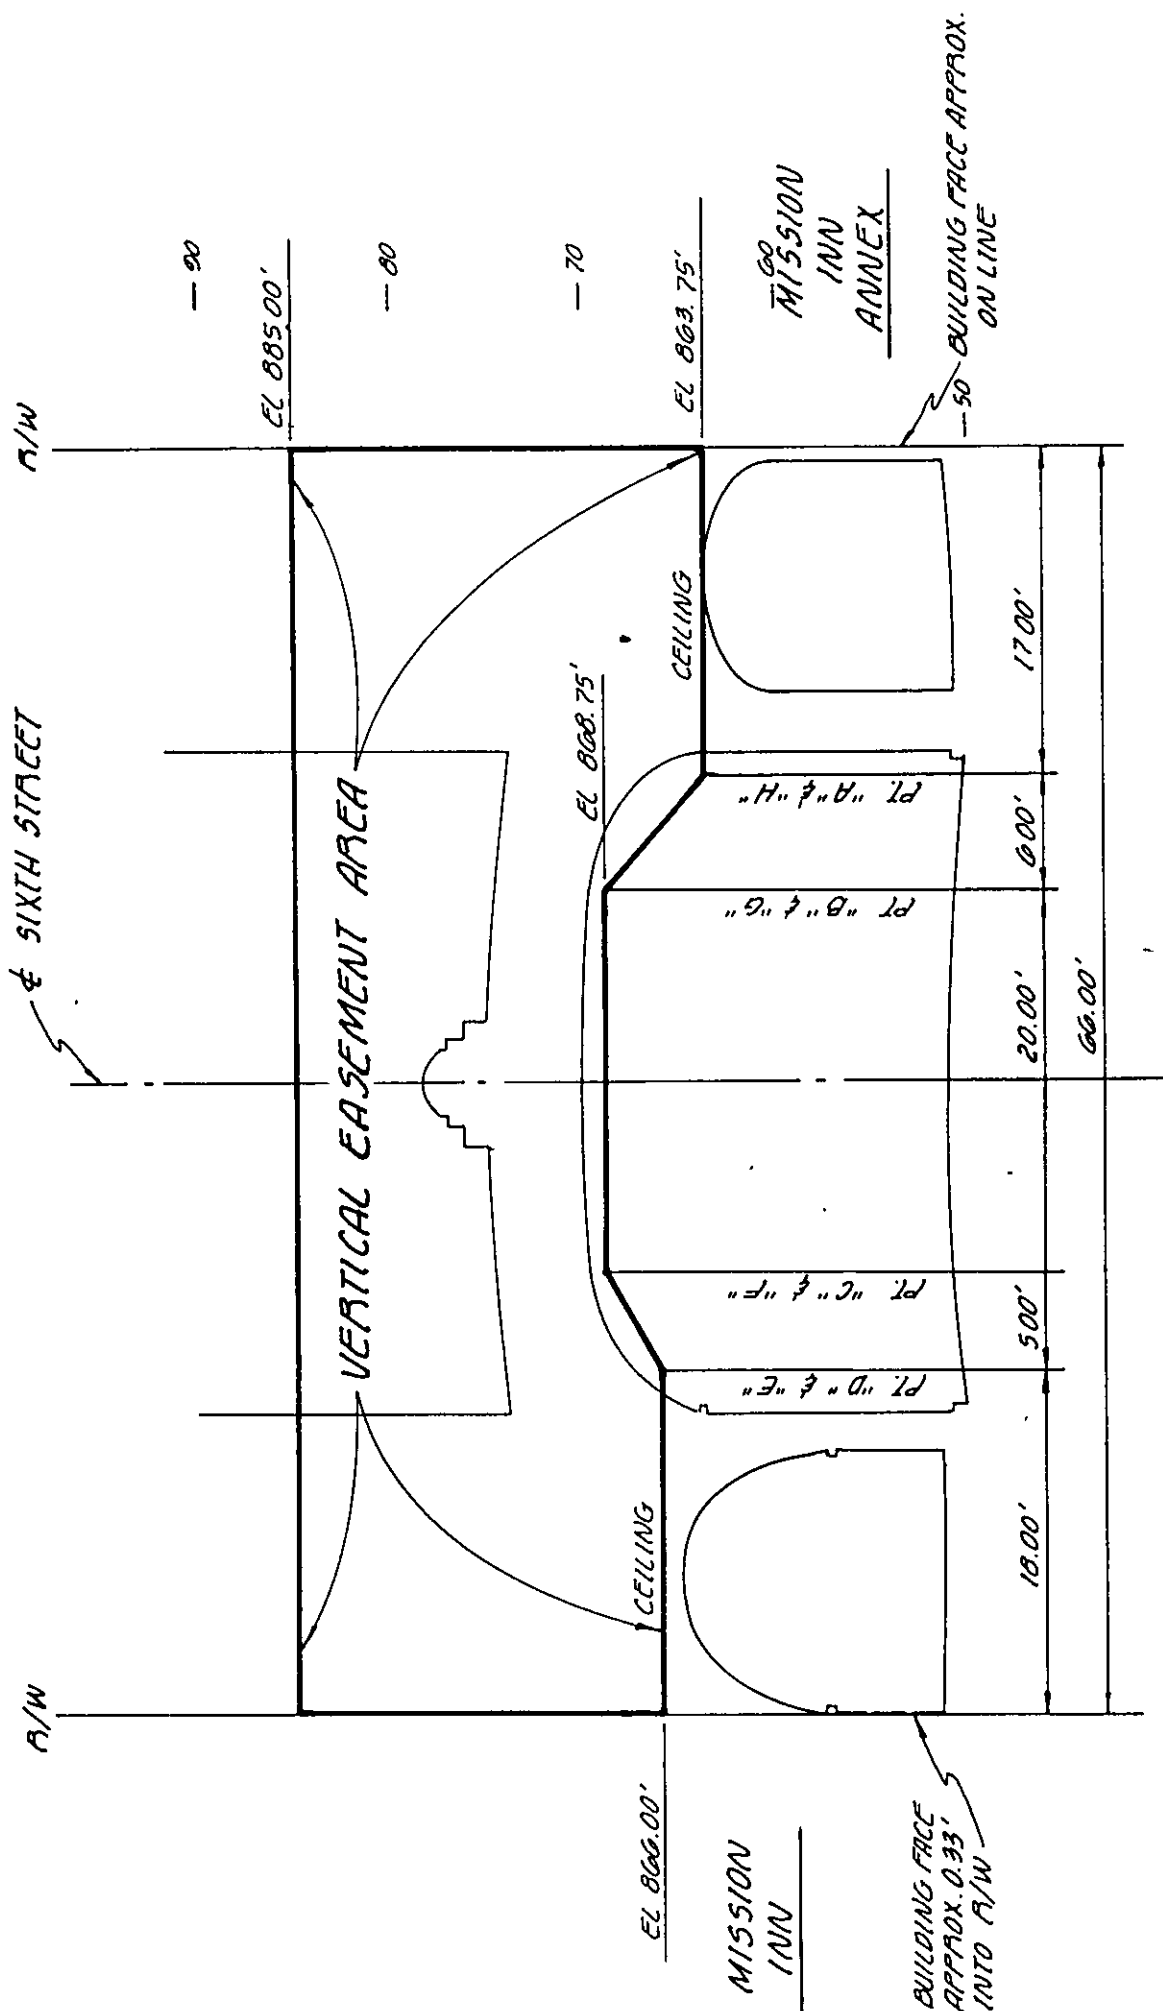 R/W
℄ SIXTH STREET
R/W
— 90
EL 885.00'
— 80
VERTICAL EASEMENT AREA
— 70
EL 868.75'
CEILING
EL 863.75'
CEILING
EL 866.00'
— 60
MISSION
INN
ANNEX
MISSION
INN
PT. "D" & "E"
PT. "C" & "F"
PT. "B" & "G"
PT. "A" & "H"
— 50
BUILDING FACE APPROX.
ON LINE
BUILDING FACE
APPROX. 0.33'
INTO R/W
18.00'
5.00'
20.00'
6.00'
17.00'
66.00'